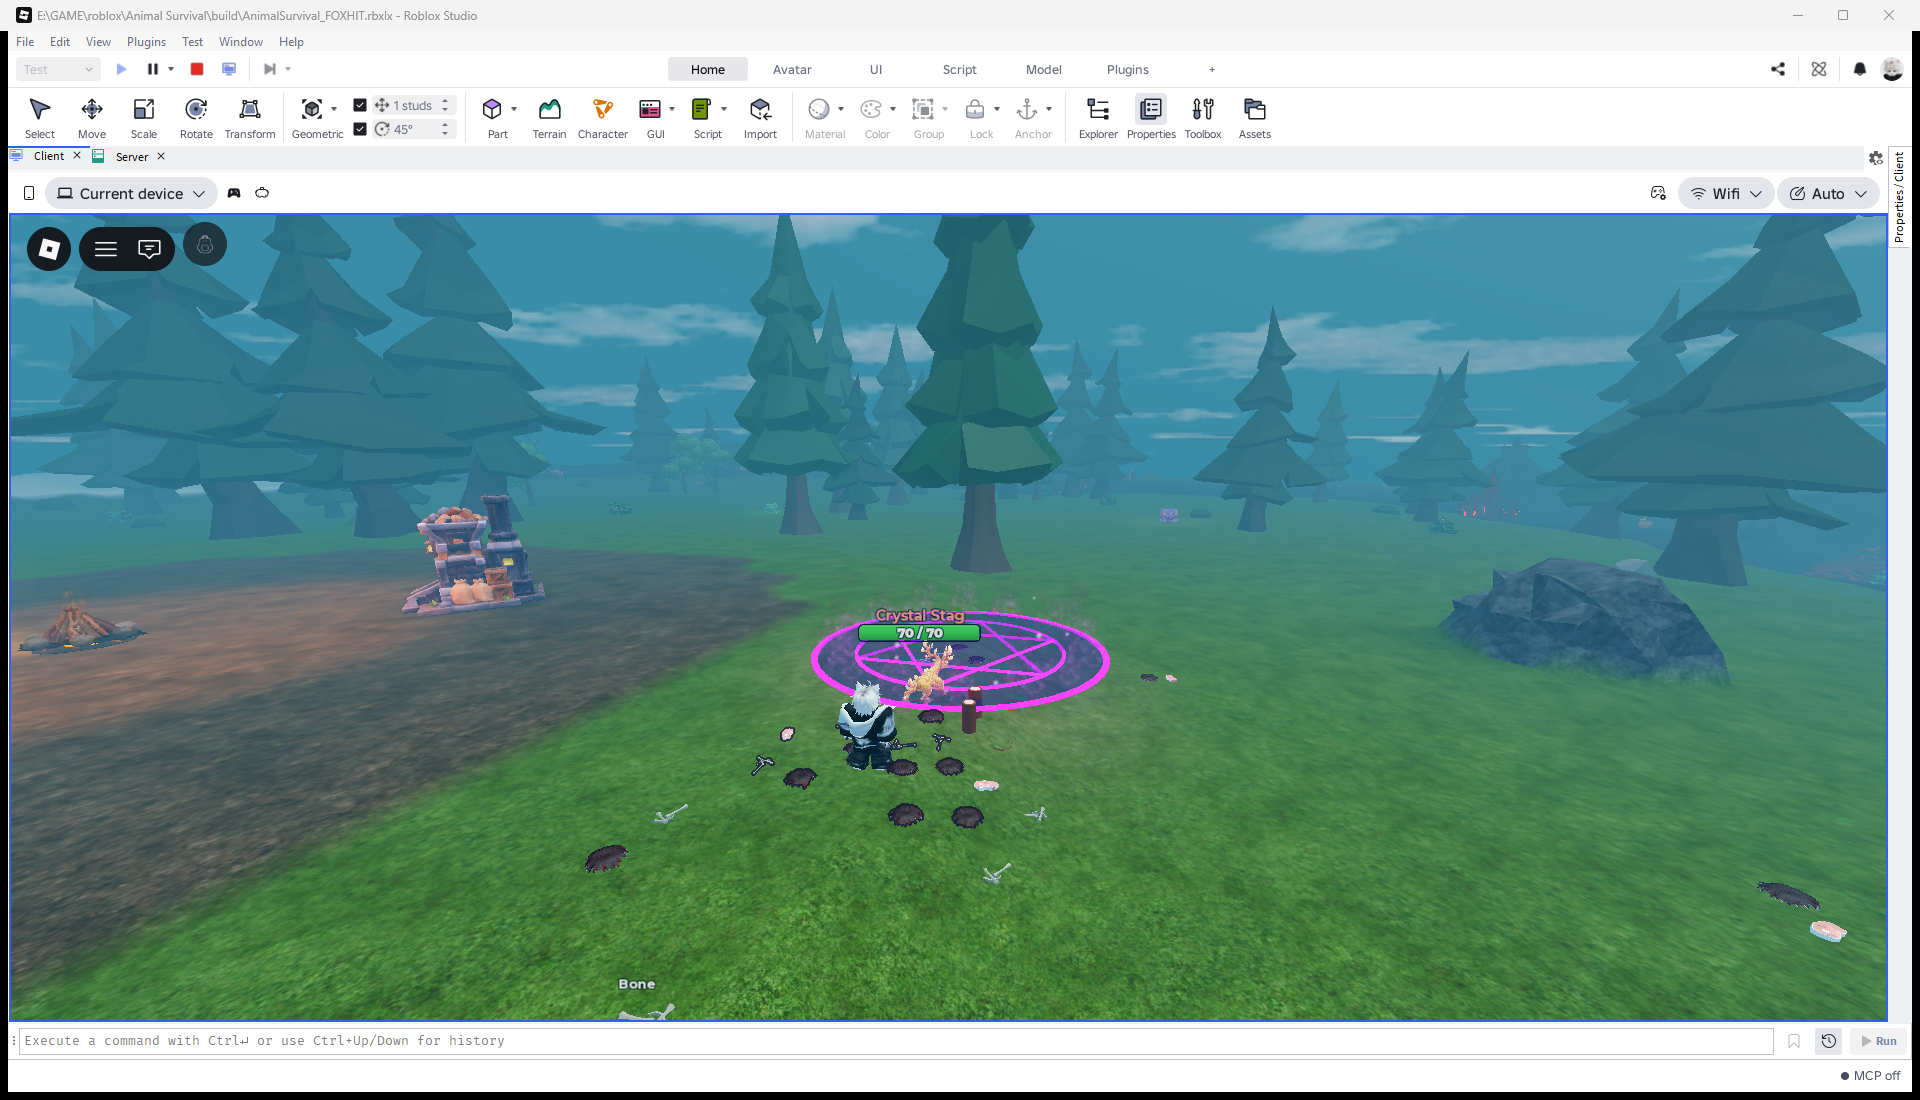 E:\GAME\roblox\Animal Survival\build\AnimalSurvival_FOXHIT.rbxlx - Roblox Studio
File Edit View Plugins Test Window Help
Test
Home Avatar UI Script Model Plugins +
1 studs
45°
Select Move Scale Rotate Transform Geometric Part Terrain Character GUI Script Import Material Color Group Lock Anchor Explorer Properties Toolbox Assets
Client Server
Properties / Client
Current device
Wifi
Auto
Crystal Stag
70 / 70
Bone
Execute a command with Ctrl↵ or use Ctrl+Up/Down for history
Run
MCP off